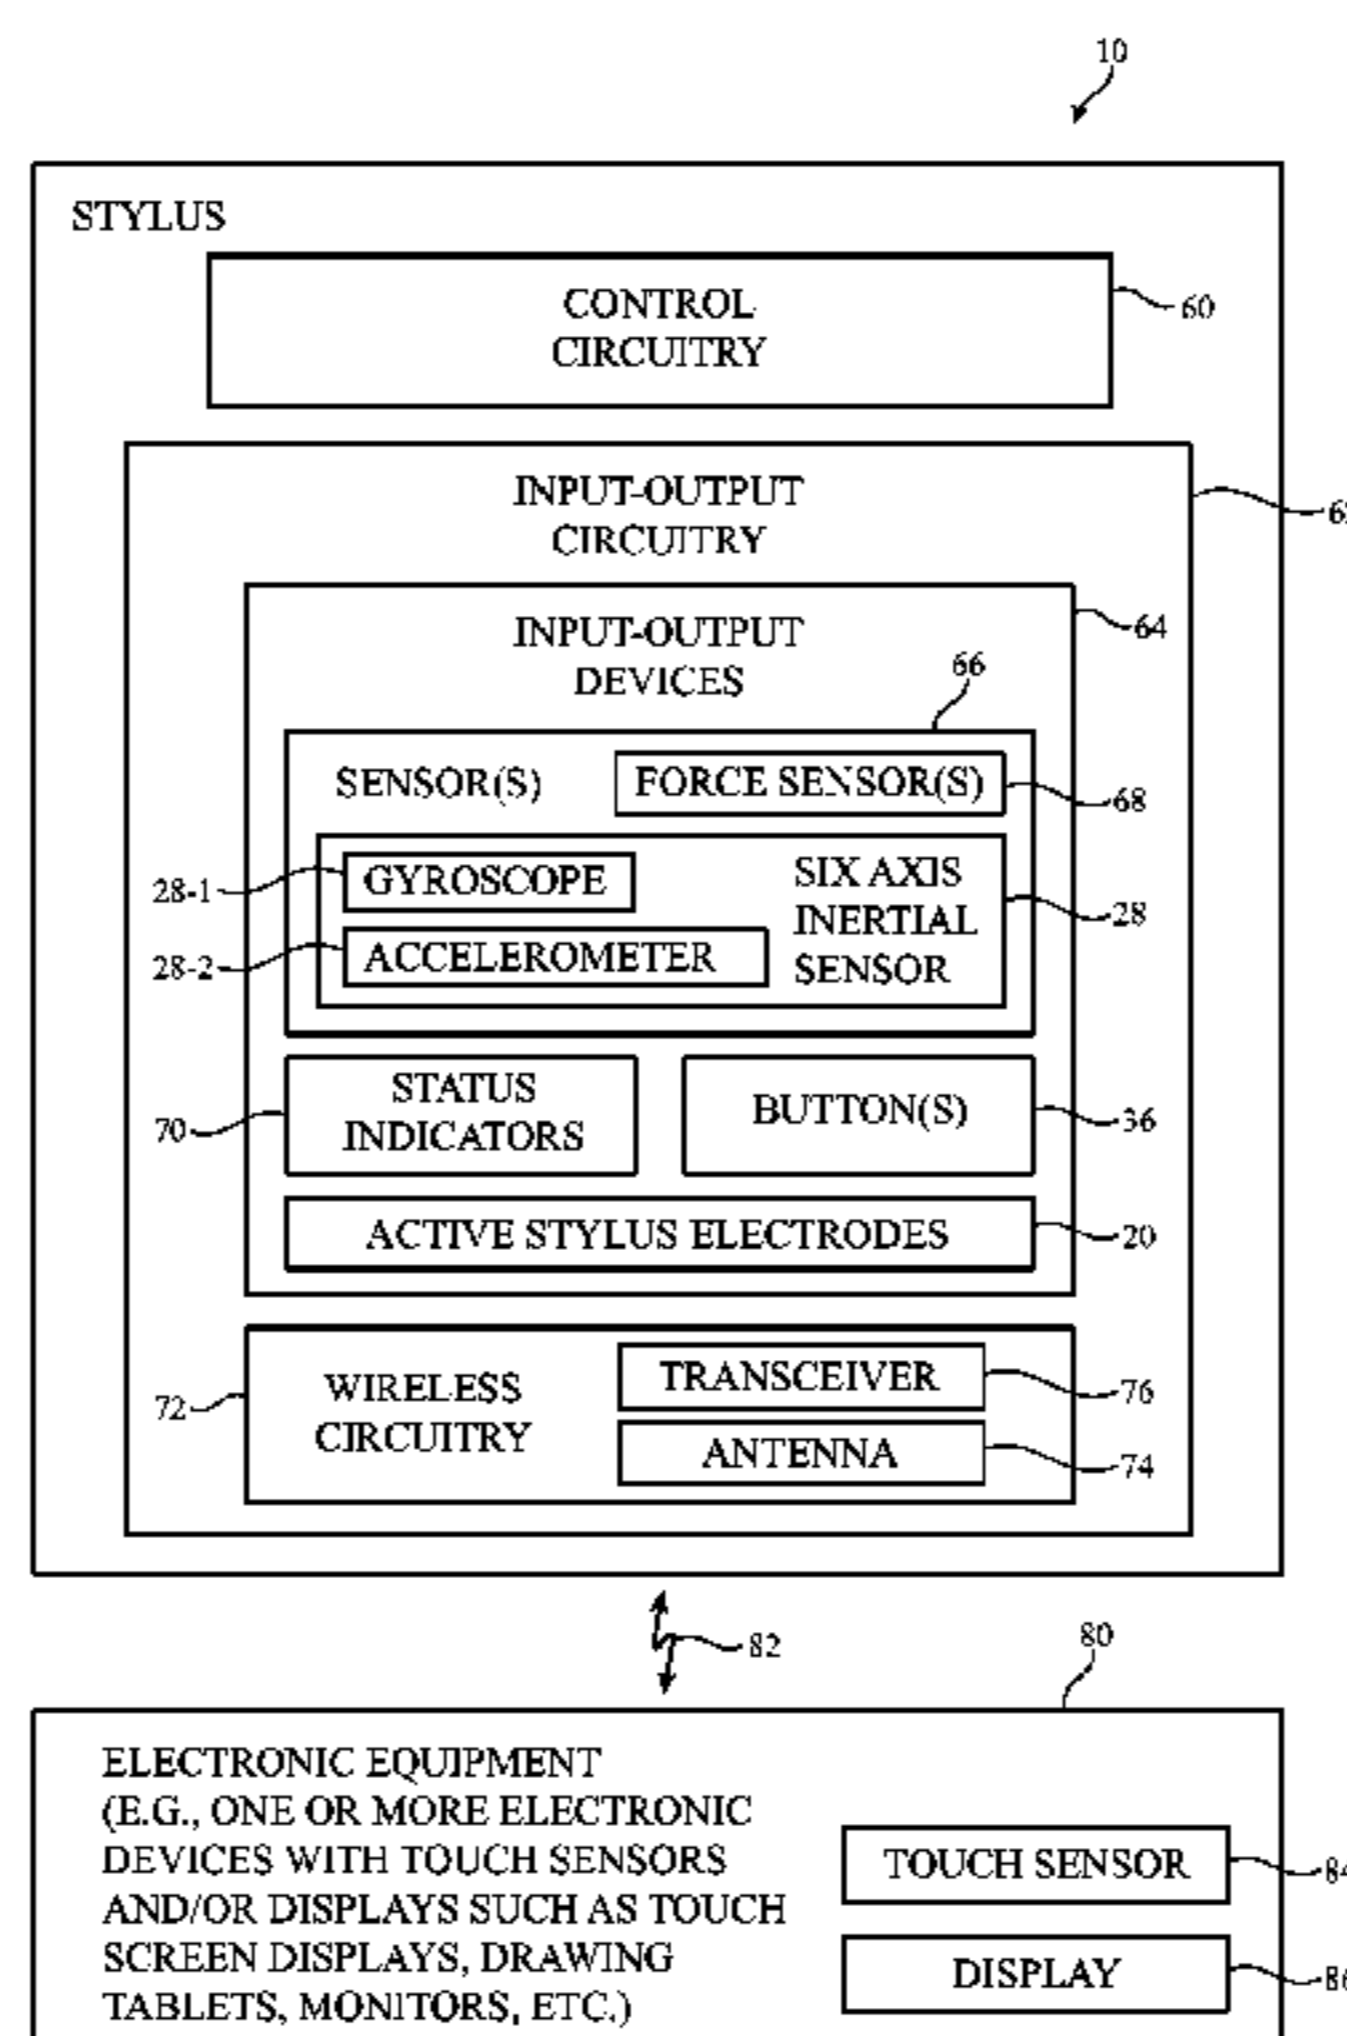 10
STYLUS
CONTROL
CIRCUITRY
60
INPUT-OUTPUT
CIRCUITRY
INPUT-OUTPUT
DEVICES
64
66
SENSOR(S)
FORCE SENSOR(S)
68
28-1
GYROSCOPE
28-2
ACCELEROMETER
SIX AXIS
INERTIAL
SENSOR
28
70
STATUS
INDICATORS
BUTTON(S)
36
ACTIVE STYLUS ELECTRODES
20
72
WIRELESS
CIRCUITRY
TRANSCEIVER
76
ANTENNA
74
82
80
ELECTRONIC EQUIPMENT
(E.G., ONE OR MORE ELECTRONIC
DEVICES WITH TOUCH SENSORS
AND/OR DISPLAYS SUCH AS TOUCH
SCREEN DISPLAYS, DRAWING
TABLETS, MONITORS, ETC.)
TOUCH SENSOR
84
DISPLAY
86